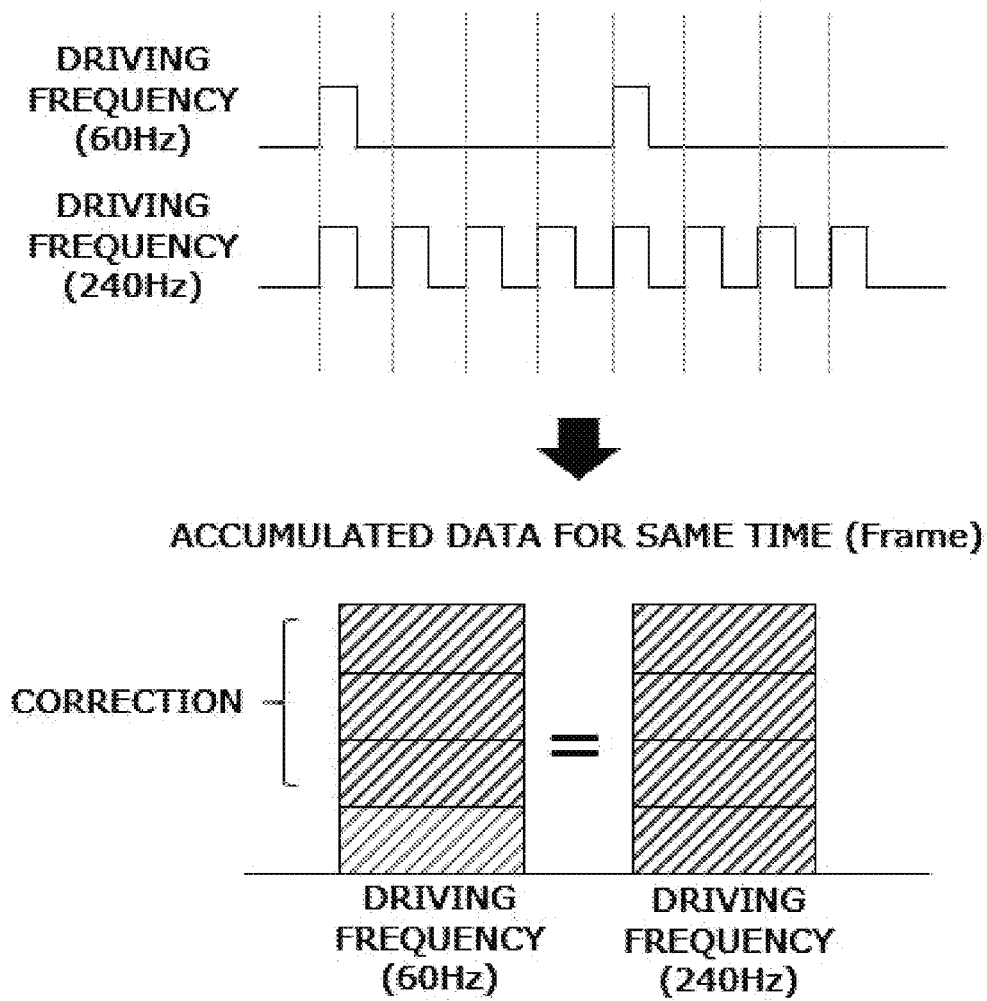 DRIVING
FREQUENCY
(60Hz)
DRIVING
FREQUENCY
(240Hz)
ACCUMULATED DATA FOR SAME TIME (Frame)
CORRECTION
=
DRIVING
FREQUENCY
(60Hz)
DRIVING
FREQUENCY
(240Hz)